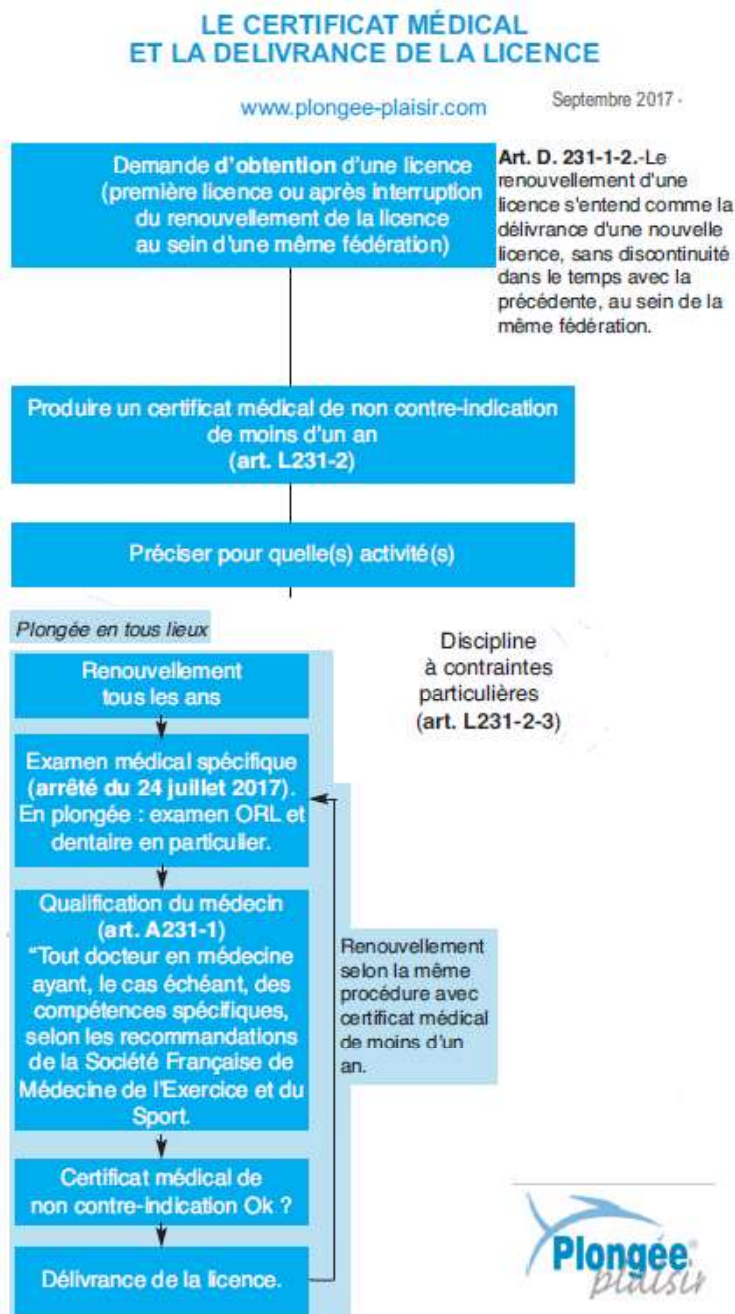 LE CERTIFICAT MÉDICAL
ET LA DELIVRANCE DE LA LICENCE
www.plongee-plaisir.com
Septembre 2017 -
Demande d'obtention d'une licence
(première licence ou après interruption
du renouvellement de la licence
au sein d'une même fédération)
Art. D. 231-1-2.-Le
renouvellement d'une
licence s'entend comme la
délivrance d'une nouvelle
licence, sans discontinuité
dans le temps avec la
précédente, au sein de la
même fédération.
Produire un certificat médical de non contre-indication
de moins d'un an
(art. L231-2)
Préciser pour quelle(s) activité(s)
Plongée en tous lieux
Discipline
à contraintes
particulières
(art. L231-2-3)
Renouvellement
tous les ans
Examen médical spécifique
(arrêté du 24 juillet 2017).
En plongée : examen ORL et
dentaire en particulier.
Qualification du médecin
(art. A231-1)
"Tout docteur en médecine
ayant, le cas échéant, des
compétences spécifiques,
selon les recommandations
de la Société Française de
Médecine de l'Exercice et du
Sport.
Renouvellement
selon la même
procédure avec
certificat médical
de moins d'un
an.
Certificat médical de
non contre-indication Ok ?
Délivrance de la licence.
Plongée
plaisir